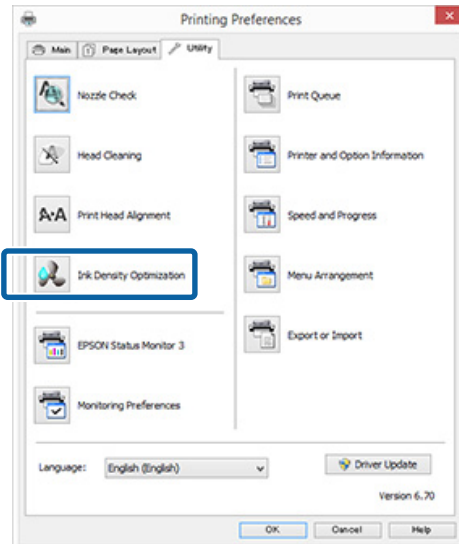 Printing Preferences
Main
Page Layout
Utility
Nozzle Check
Print Queue
Head Cleaning
Printer and Option Information
A·A
Print Head Alignment
Speed and Progress
Ink Density Optimization
Menu Arrangement
EPSON Status Monitor 3
Export or Import
Monitoring Preferences
Language:
English (English)
Driver Update
Version 6.70
OK
Cancel
Help